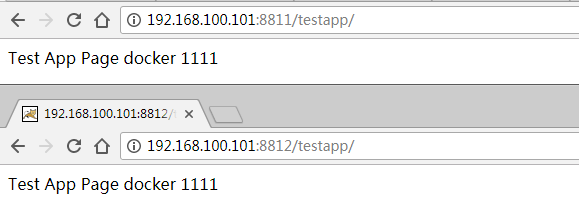 192.168.100.101:8811/testapp/
Test App Page docker 1111
192.168.100.101:8812/
192.168.100.101:8812/testapp/
Test App Page docker 1111